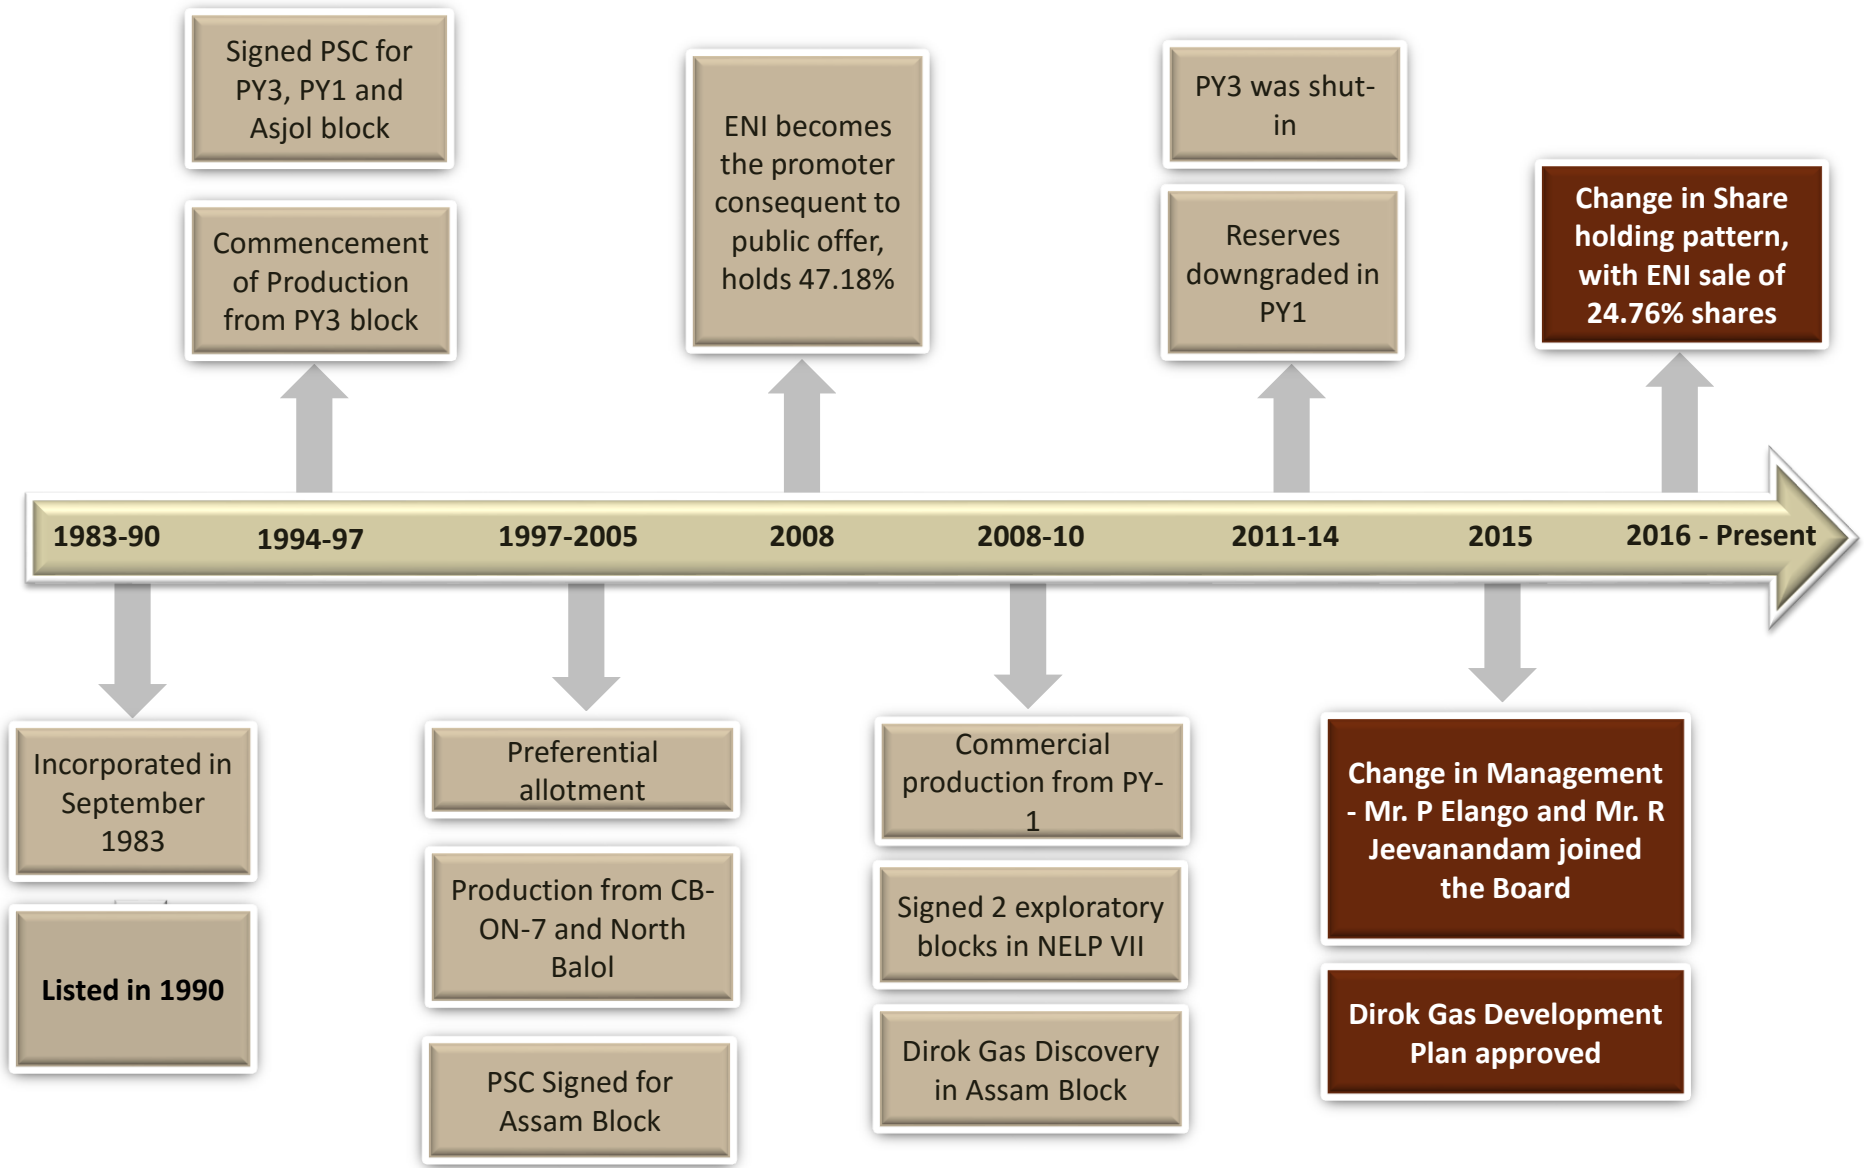 Signed PSC for
PY3, PY1 and
Asjol block
Commencement
of Production
from PY3 block
ENI becomes
the promoter
consequent to
public offer,
holds 47.18%
PY3 was shut-
in
Reserves
downgraded in
PY1
Change in Share
holding pattern,
with ENI sale of
24.76% shares
1983-90
1994-97
1997-2005
2008
2008-10
2011-14
2015
2016 - Present
Incorporated in
September
1983
Listed in 1990
Preferential
allotment
Production from CB-
ON-7 and North
Balol
PSC Signed for
Assam Block
Commercial
production from PY-
1
Signed 2 exploratory
blocks in NELP VII
Dirok Gas Discovery
in Assam Block
Change in Management
- Mr. P Elango and Mr. R
Jeevanandam joined
the Board
Dirok Gas Development
Plan approved